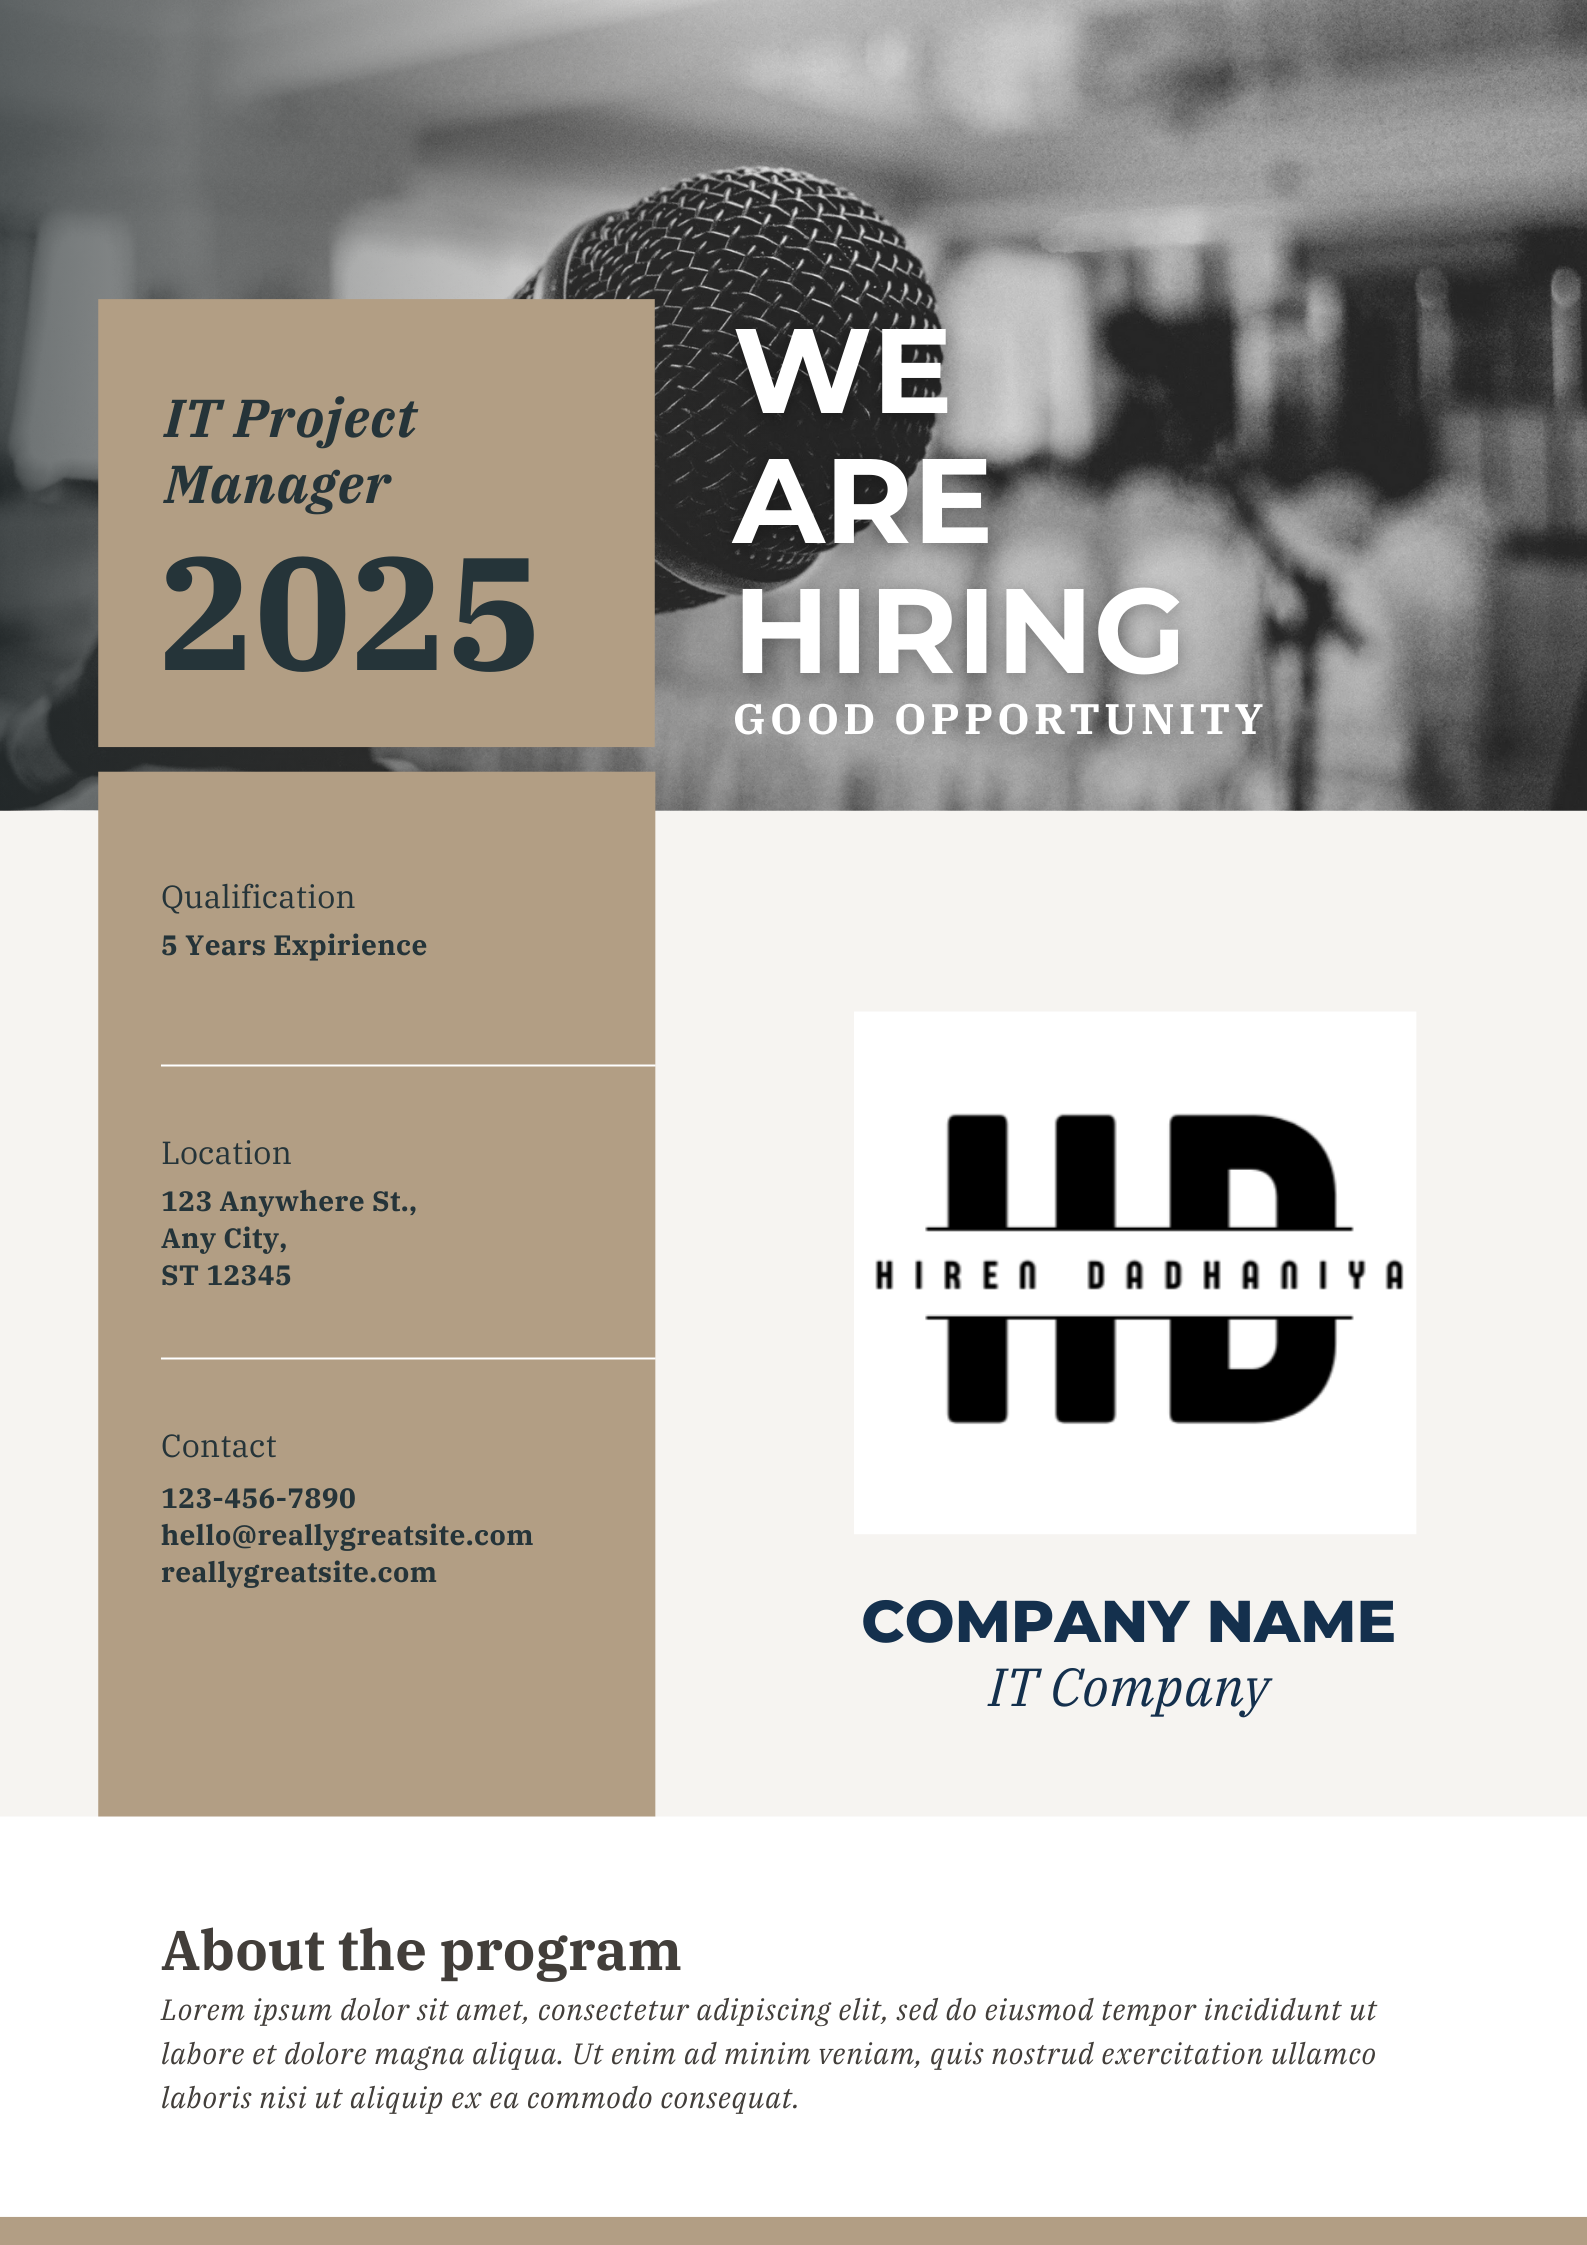 IT Project
Manager
2025
WE
ARE
HIRING
GOOD OPPORTUNITY
Qualification
5 Years Expirience
Location
123 Anywhere St.,
Any City,
ST 12345
Contact
123-456-7890
hello@reallygreatsite.com
reallygreatsite.com
HD
HIREN DADHANIYA
COMPANY NAME
IT Company
About the program
Lorem ipsum dolor sit amet, consectetur adipiscing elit, sed do eiusmod tempor incididunt ut
labore et dolore magna aliqua. Ut enim ad minim veniam, quis nostrud exercitation ullamco
laboris nisi ut aliquip ex ea commodo consequat.